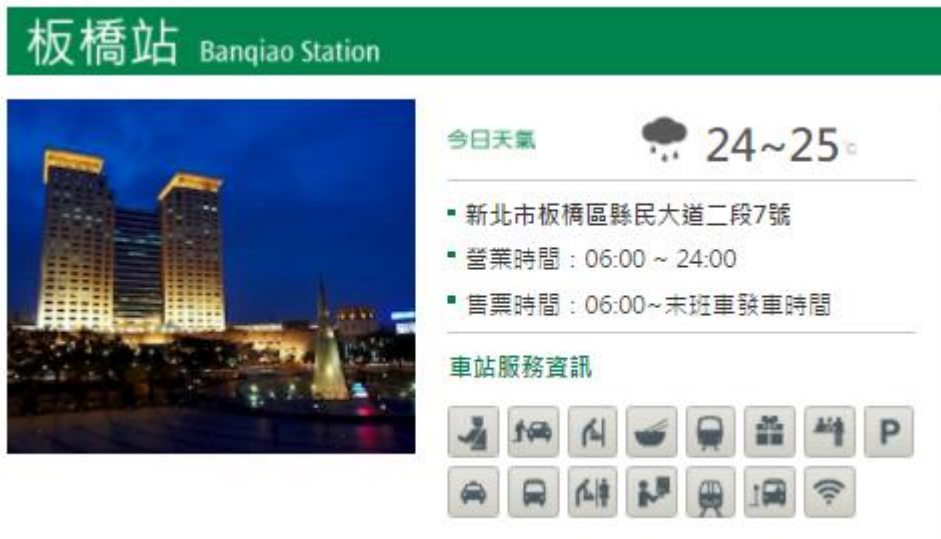 板橋站 Banqiao Station
今日天氣 24~25 °C
新北市板橋區縣民大道二段7號
營業時間：06:00 ~ 24:00
售票時間：06:00~末班車發車時間
車站服務資訊
P